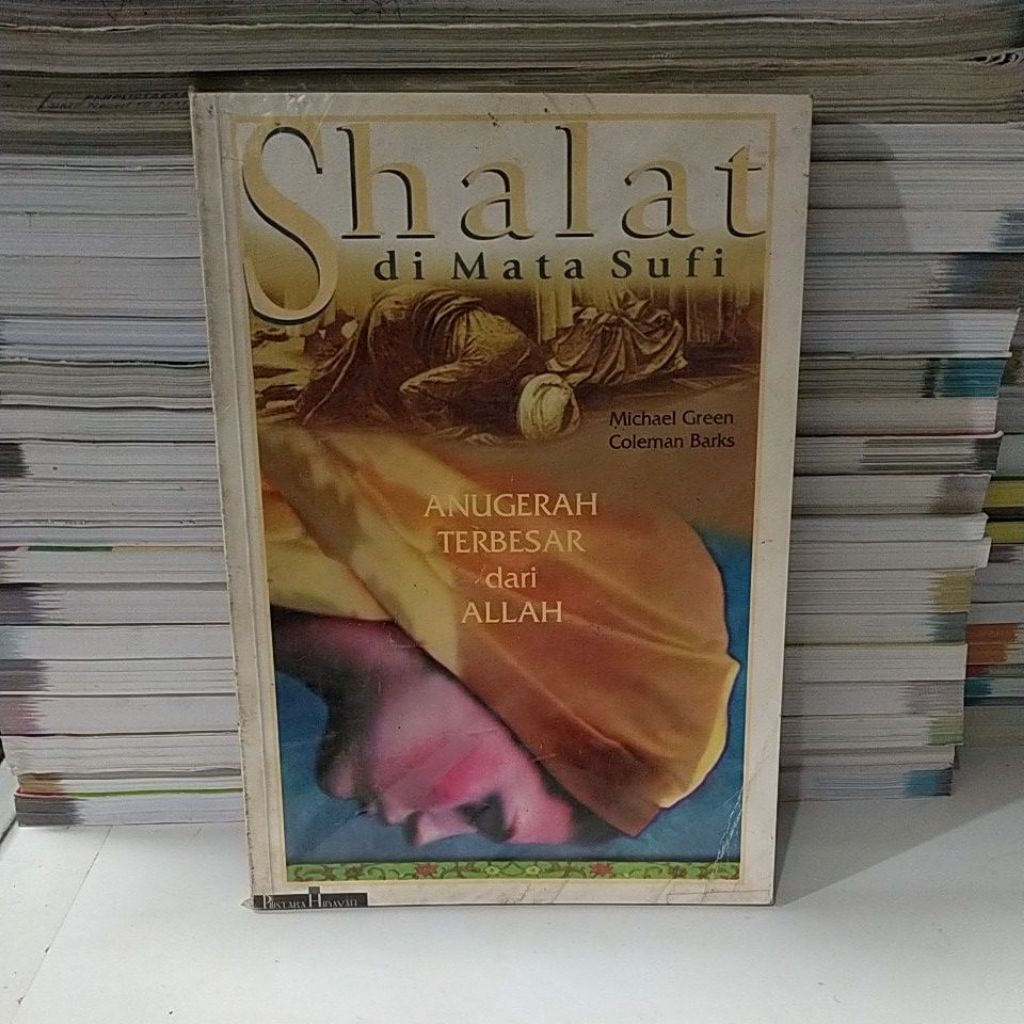 Shalat
di Mata Sufi
Michael Green
Coleman Barks
ANUGERAH
TERBESAR
dari
ALLAH
PUSTAKA HIDAYAH